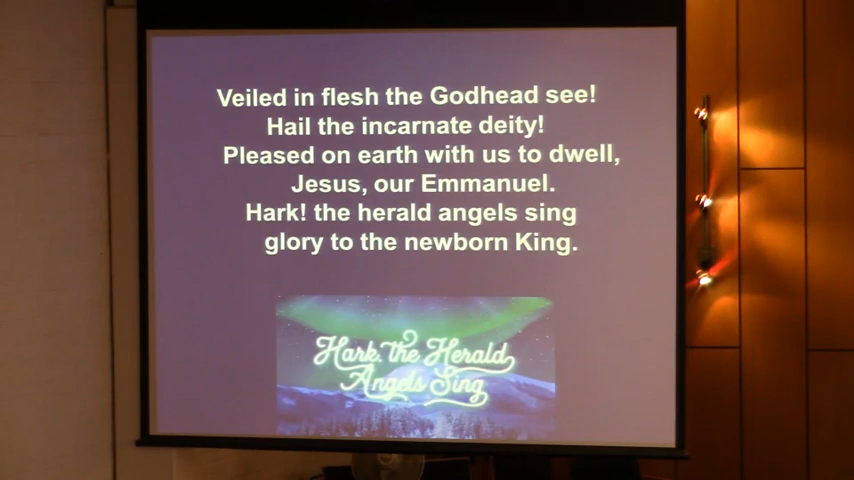 Veiled in flesh the Godhead see!
Hail the incarnate deity!
Pleased on earth with us to dwell,
Jesus, our Emmanuel.
Hark! the herald angels sing
glory to the newborn King.
Hark, the Herald
Angels Sing